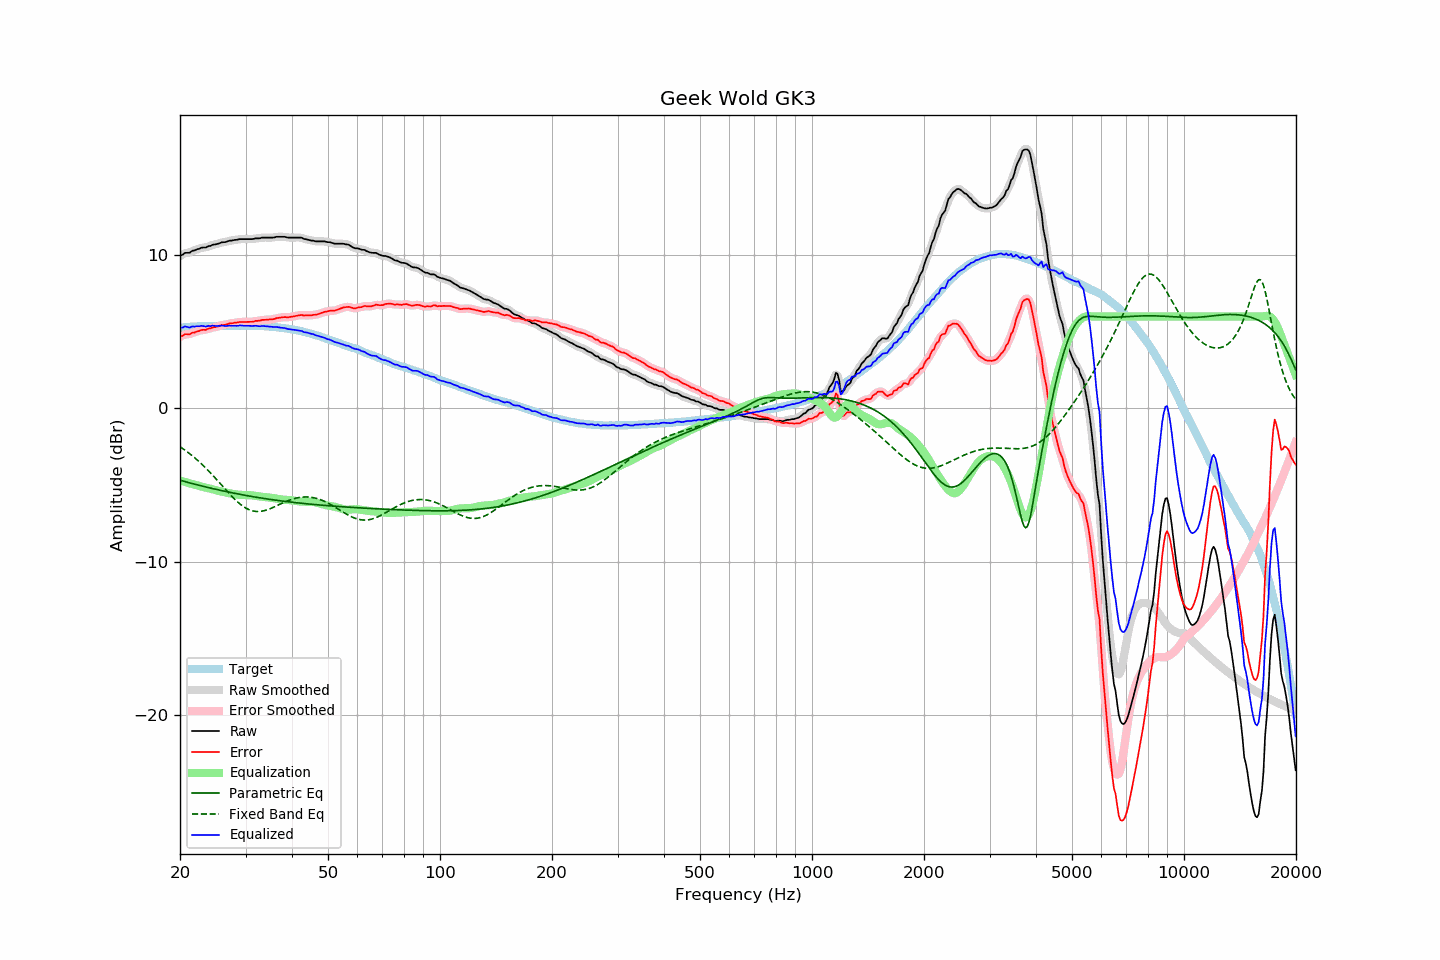 Geek Wold GK3
Amplitude (dBr)
10
0
−10
−20
Target
Raw Smoothed
Error Smoothed
Raw
Error
Equalization
Parametric Eq
Fixed Band Eq
Equalized
20 50 100 200 500 1000 2000 5000 10000 20000
Frequency (Hz)